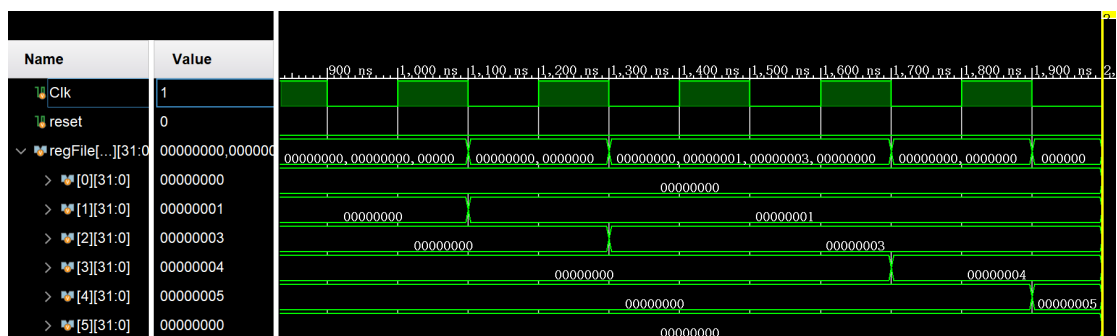 Name Value
900 ns 1,000 ns 1,100 ns 1,200 ns 1,300 ns 1,400 ns 1,500 ns 1,600 ns 1,700 ns 1,800 ns 1,900 ns 2,
Clk 1
reset 0
regFile[...][31:0 00000000,000000 00000000,00000000,00000 00000000,0000000 00000000,00000001,00000003,00000000 00000000,0000000 000000
[0][31:0] 00000000 00000000
[1][31:0] 00000001 00000000 00000001
[2][31:0] 00000003 00000000 00000003
[3][31:0] 00000004 00000000 00000004
[4][31:0] 00000005 00000000 00000005
[5][31:0] 00000000 00000000